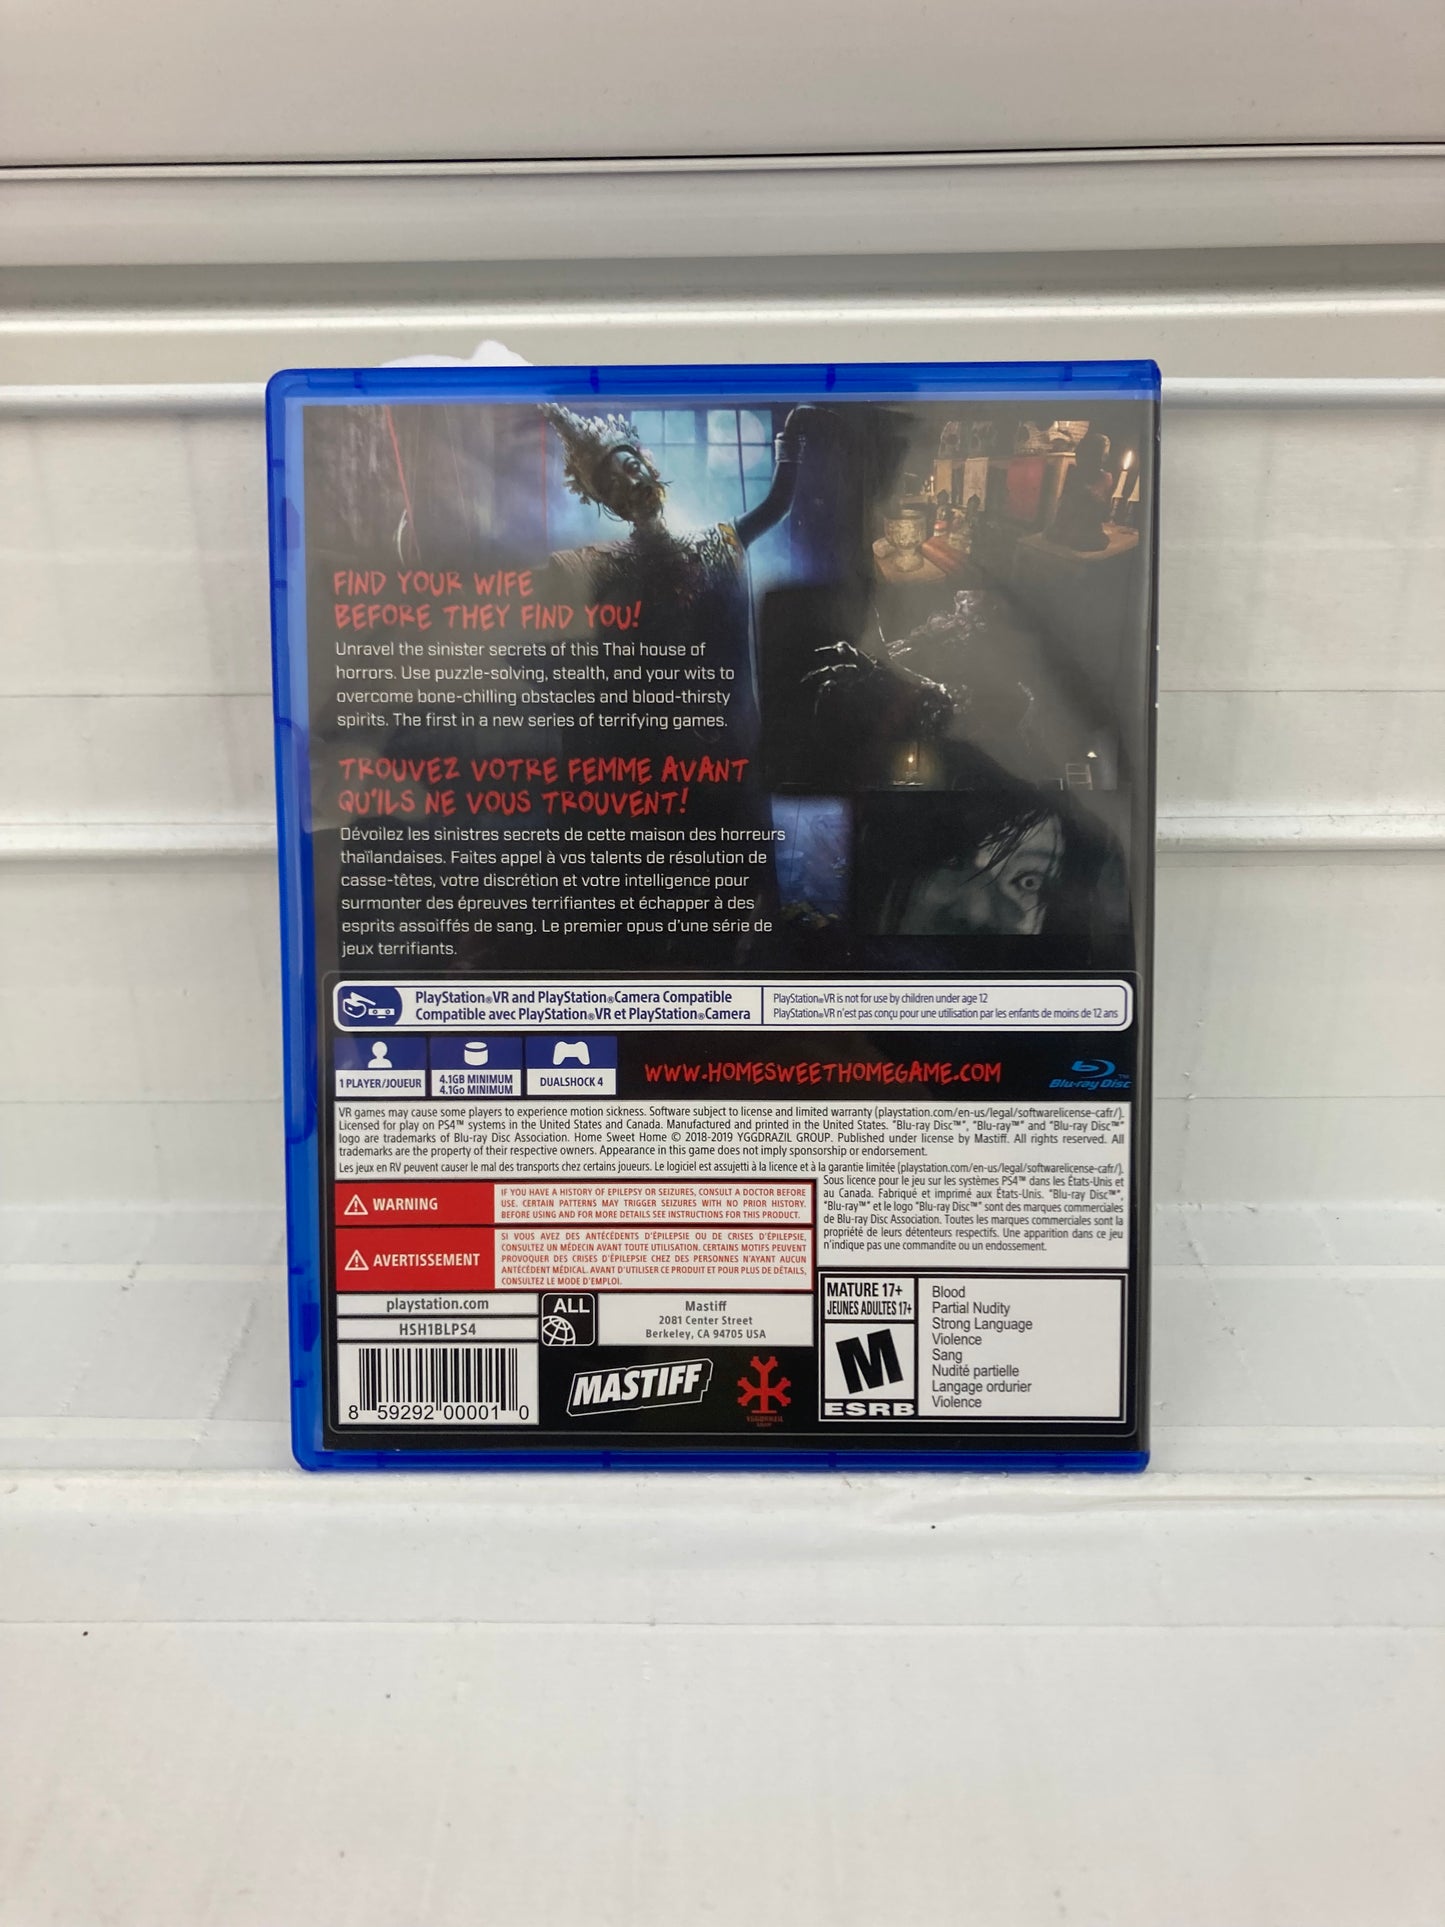 FIND YOUR WIFE
BEFORE THEY FIND YOU!
Unravel the sinister secrets of this Thai house of
horrors. Use puzzle-solving, stealth, and your wits to
overcome bone-chilling obstacles and blood-thirsty
spirits. The first in a new series of terrifying games.
TROUVEZ VOTRE FEMME AVANT
QU'ILS NE VOUS TROUVENT!
Dévoilez les sinistres secrets de cette maison des horreurs
thaïlandaises. Faites appel à vos talents de résolution de
casse-têtes, votre discrétion et votre intelligence pour
surmonter des épreuves terrifiantes et échapper à des
esprits assoiffés de sang. Le premier opus d'une série de
jeux terrifiants.
PlayStation®VR and PlayStation®Camera Compatible
Compatible avec PlayStation®VR et PlayStation®Camera
PlayStation®VR is not for use by children under age 12
PlayStation®VR n'est pas conçu pour une utilisation par les enfants de moins de 12 ans
1 PLAYER/JOUEUR
4.1GB MINIMUM
4.1Go MINIMUM
DUALSHOCK 4
WWW.HOMESWEETHOMEGAME.COM
Blu-ray Disc™
VR games may cause some players to experience motion sickness. Software subject to license and limited warranty (playstation.com/en-us/legal/softwarelicense-cafr/).
Licensed for play on PS4™ systems in the United States and Canada. Manufactured and printed in the United States. "Blu-ray Disc™", "Blu-ray™" and "Blu-ray Disc™"
logo are trademarks of Blu-ray Disc Association. Home Sweet Home © 2018-2019 YGGDRAZIL GROUP. Published under license by Mastiff. All rights reserved. All
trademarks are the property of their respective owners. Appearance in this game does not imply sponsorship or endorsement.
Les jeux en RV peuvent causer le mal des transports chez certains joueurs. Le logiciel est assujetti à la licence et à la garantie limitée (playstation.com/en-us/legal/softwarelicense-cafr/).
Sous licence pour le jeu sur les systèmes PS4™ dans les États-Unis et
au Canada. Fabriqué et imprimé aux États-Unis. "Blu-ray Disc™",
"Blu-ray™" et le logo "Blu-ray Disc™" sont des marques commerciales
de Blu-ray Disc Association. Toutes les marques commerciales sont la
propriété de leurs détenteurs respectifs. Une apparition dans ce jeu
n'indique pas une commandite ou un endossement.
WARNING
IF YOU HAVE A HISTORY OF EPILEPSY OR SEIZURES, CONSULT A DOCTOR BEFORE
USE. CERTAIN PATTERNS MAY TRIGGER SEIZURES WITH NO PRIOR HISTORY.
BEFORE USING AND FOR MORE DETAILS SEE INSTRUCTIONS FOR THIS PRODUCT.
AVERTISSEMENT
SI VOUS AVEZ DES ANTÉCÉDENTS D'ÉPILEPSIE OU DE CRISES D'ÉPILEPSIE,
CONSULTEZ UN MÉDECIN AVANT TOUTE UTILISATION. CERTAINS MOTIFS PEUVENT
PROVOQUER DES CRISES D'ÉPILEPSIE CHEZ DES PERSONNES N'AYANT AUCUN
ANTÉCÉDENT MÉDICAL. AVANT D'UTILISER CE PRODUIT ET POUR PLUS DE DÉTAILS,
CONSULTEZ LE MODE D'EMPLOI.
playstation.com
HSH1BLPS4
ALL
Mastiff
2081 Center Street
Berkeley, CA 94705 USA
8 59292 00001 0
MASTIFF
YGGDRAZIL
GROUP
MATURE 17+
JEUNES ADULTES 17+
M
ESRB
Blood
Partial Nudity
Strong Language
Violence
Sang
Nudité partielle
Langage ordurier
Violence